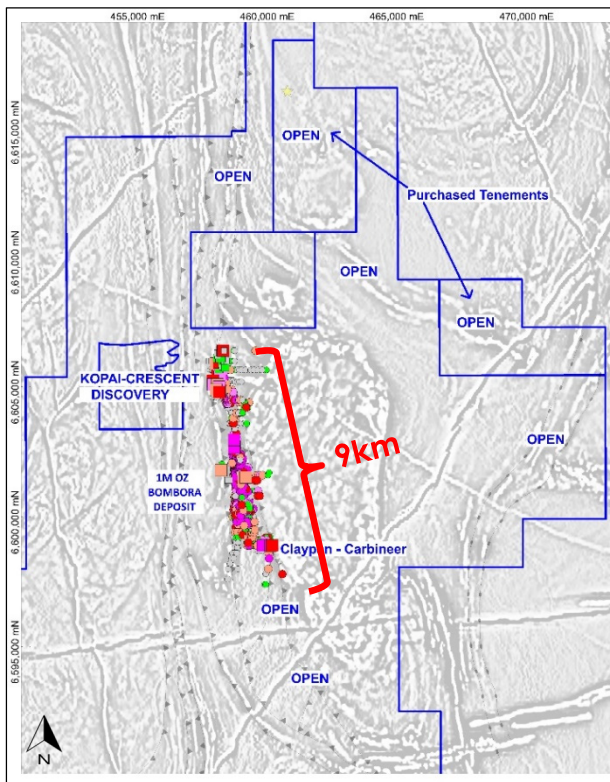 455,000 mE
460,000 mE
465,000 mE
470,000 mE
6,615,000 mN
6,610,000 mN
6,605,000 mN
6,600,000 mN
6,595,000 mN
OPEN
OPEN
Purchased Tenements
OPEN
OPEN
KOPAI-CRESCENT
DISCOVERY
9km
OPEN
1M OZ
BOMBORA
DEPOSIT
Claypan - Carbineer
OPEN
OPEN
N